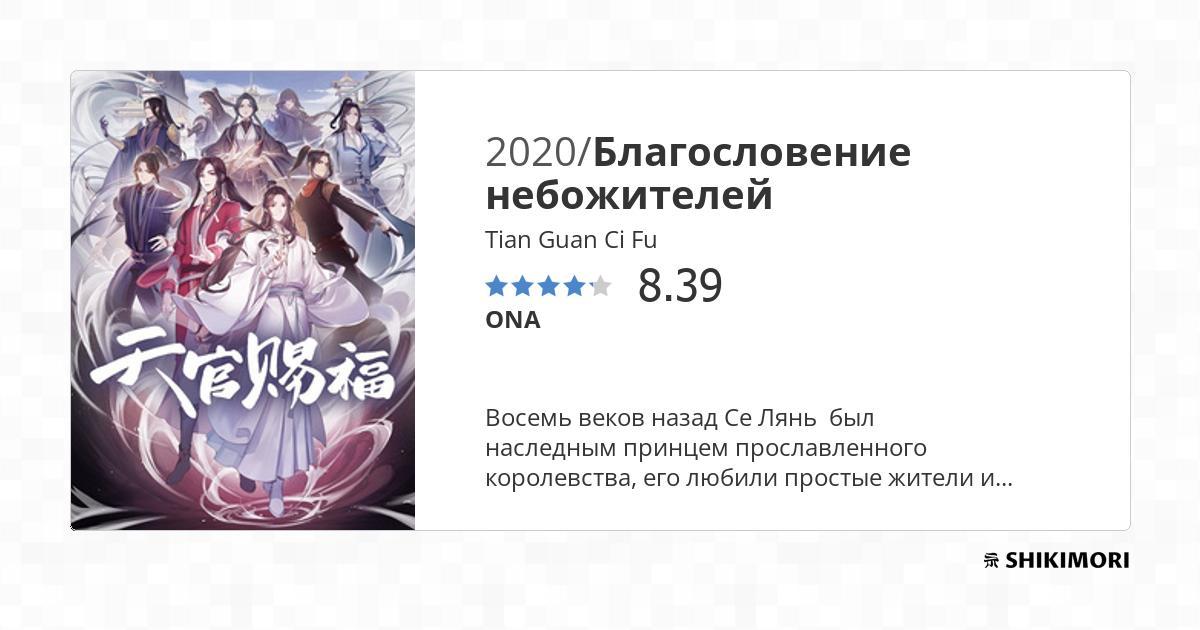 2020/Благословение
небожителей
Tian Guan Ci Fu
8.39
ONA
天官赐福
Восемь веков назад Се Лянь был
наследным принцем прославленного
королевства, его любили простые жители и...
SHIKIMORI